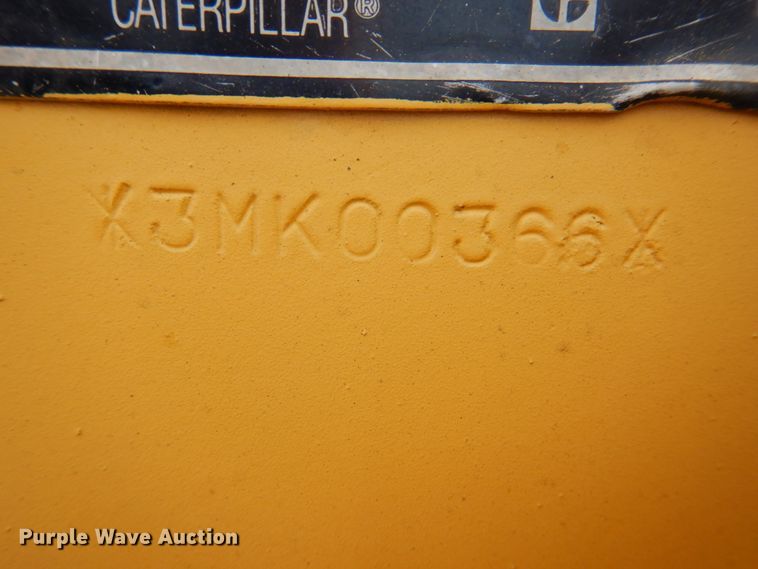 CATERPILLAR®
X3MK00366X
Purple Wave Auction